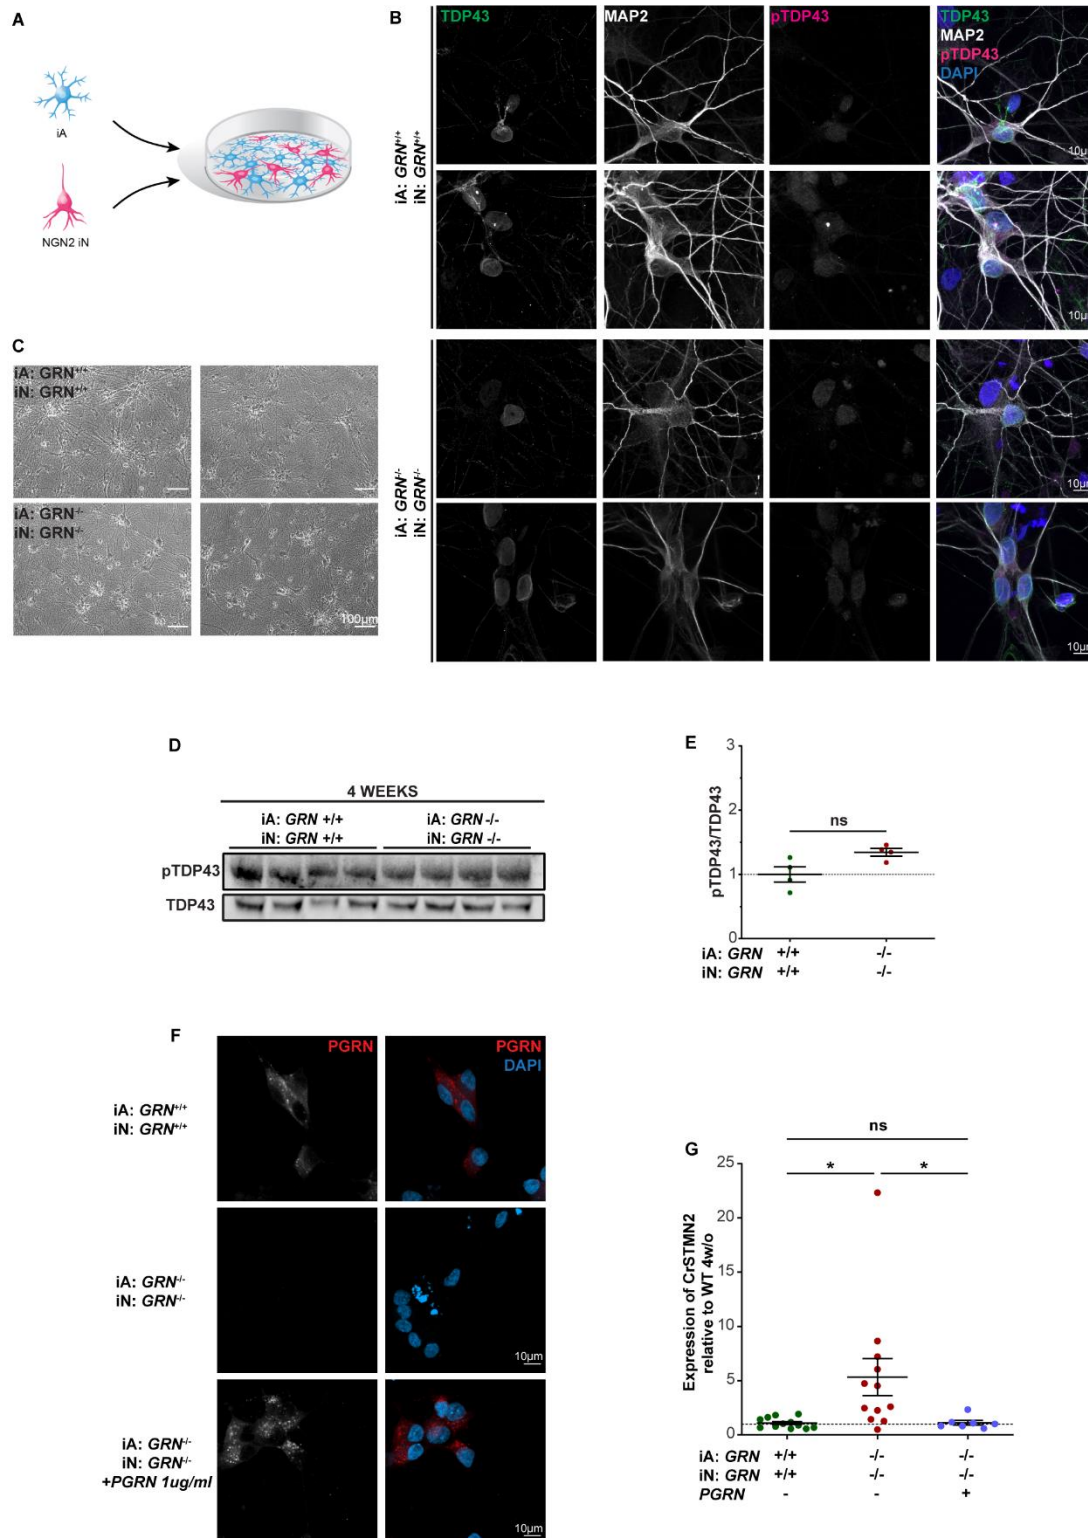 A
iA
NGN2 iN
B
TDP43
MAP2
pTDP43
TDP43
MAP2
pTDP43
DAPI
iA: GRN+/+
iN: GRN+/+
10µm
10µm
iA: GRN-/-
iN: GRN-/-
10µm
10µm
C
iA: GRN+/+
iN: GRN+/+
iA: GRN-/-
iN: GRN-/-
100µm
D
4 WEEKS
iA: GRN +/+
iN: GRN +/+
iA: GRN -/-
iN: GRN -/-
pTDP43
TDP43
E
pTDP43/TDP43
3
2
1
0
ns
iA: GRN +/+ -/-
iN: GRN +/+ -/-
F
PGRN
PGRN
DAPI
iA: GRN+/+
iN: GRN+/+
iA: GRN-/-
iN: GRN-/-
10µm
iA: GRN-/-
iN: GRN-/-
+PGRN 1ug/ml
10µm
G
ns
* *
Expression of CrSTMN2
relative to WT 4w/o
25
20
15
10
5
0
iA: GRN +/+ -/- -/-
iN: GRN +/+ -/- -/-
PGRN - - +